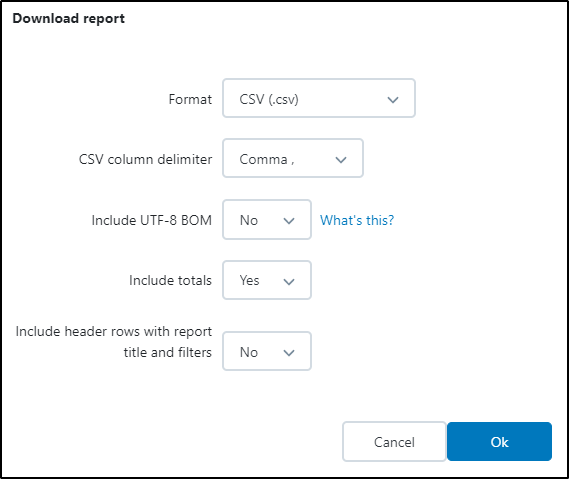 Download report
Format CSV (.csv)
CSV column delimiter Comma ,
Include UTF-8 BOM No What's this?
Include totals Yes
Include header rows with report
title and filters No
Cancel Ok